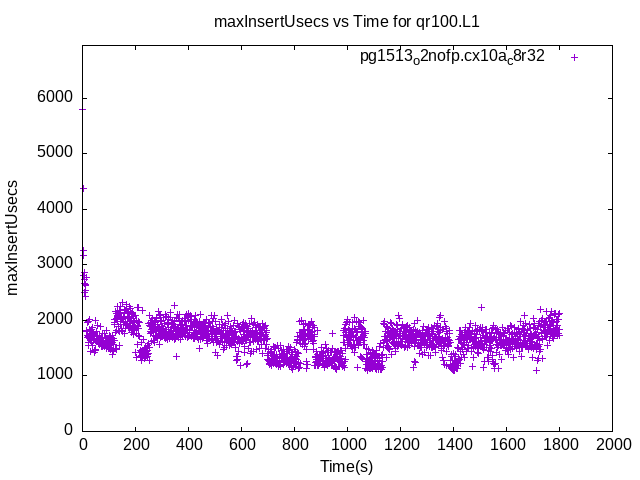 maxInsertUsecs vs Time for qr100.L1
pg1513o2nofp.cx10ac8r32
maxInsertUsecs
6000
5000
4000
3000
2000
1000
0
0 200 400 600 800 1000 1200 1400 1600 1800 2000
Time(s)